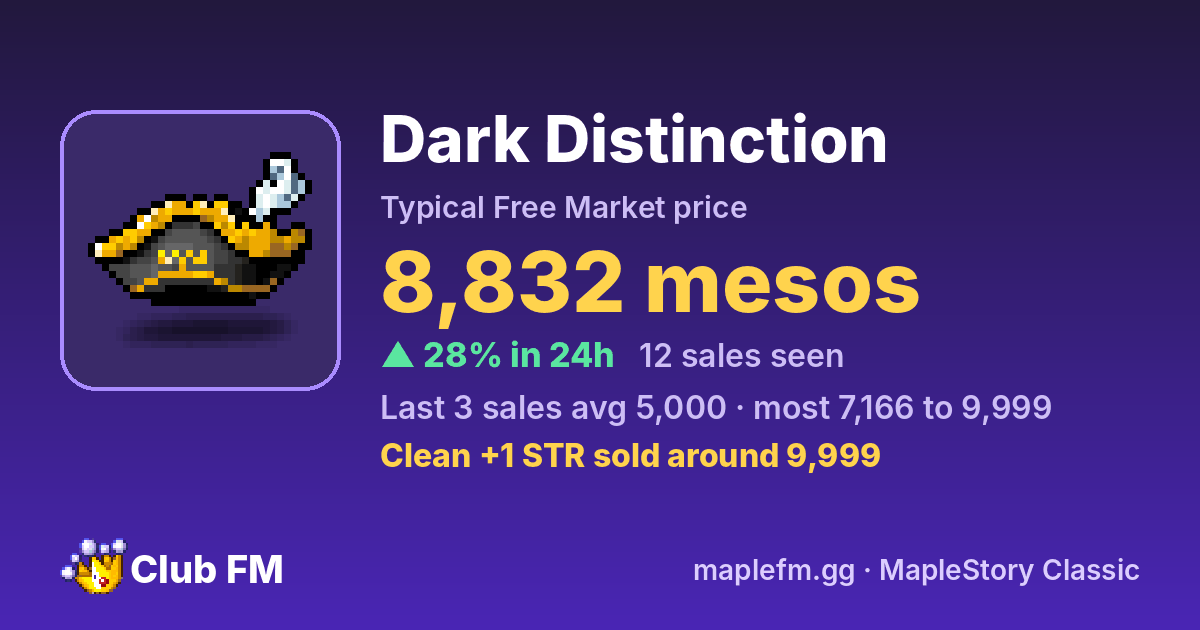 Dark Distinction
Typical Free Market price
8,832 mesos
▲ 28% in 24h 12 sales seen
Last 3 sales avg 5,000 · most 7,166 to 9,999
Clean +1 STR sold around 9,999
Club FM
maplefm.gg · MapleStory Classic